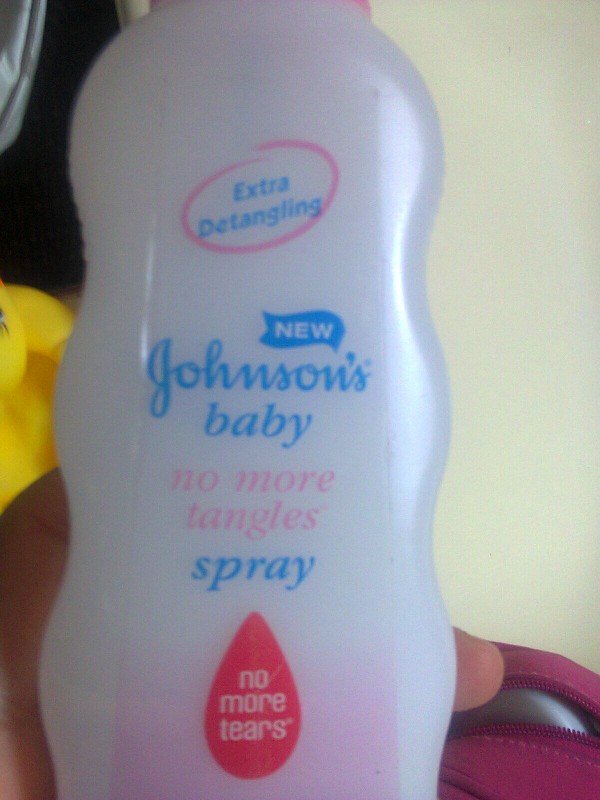 Extra
Detangling
NEW
Johnson's®
baby
no more
tangles®
spray
no
more
tears®